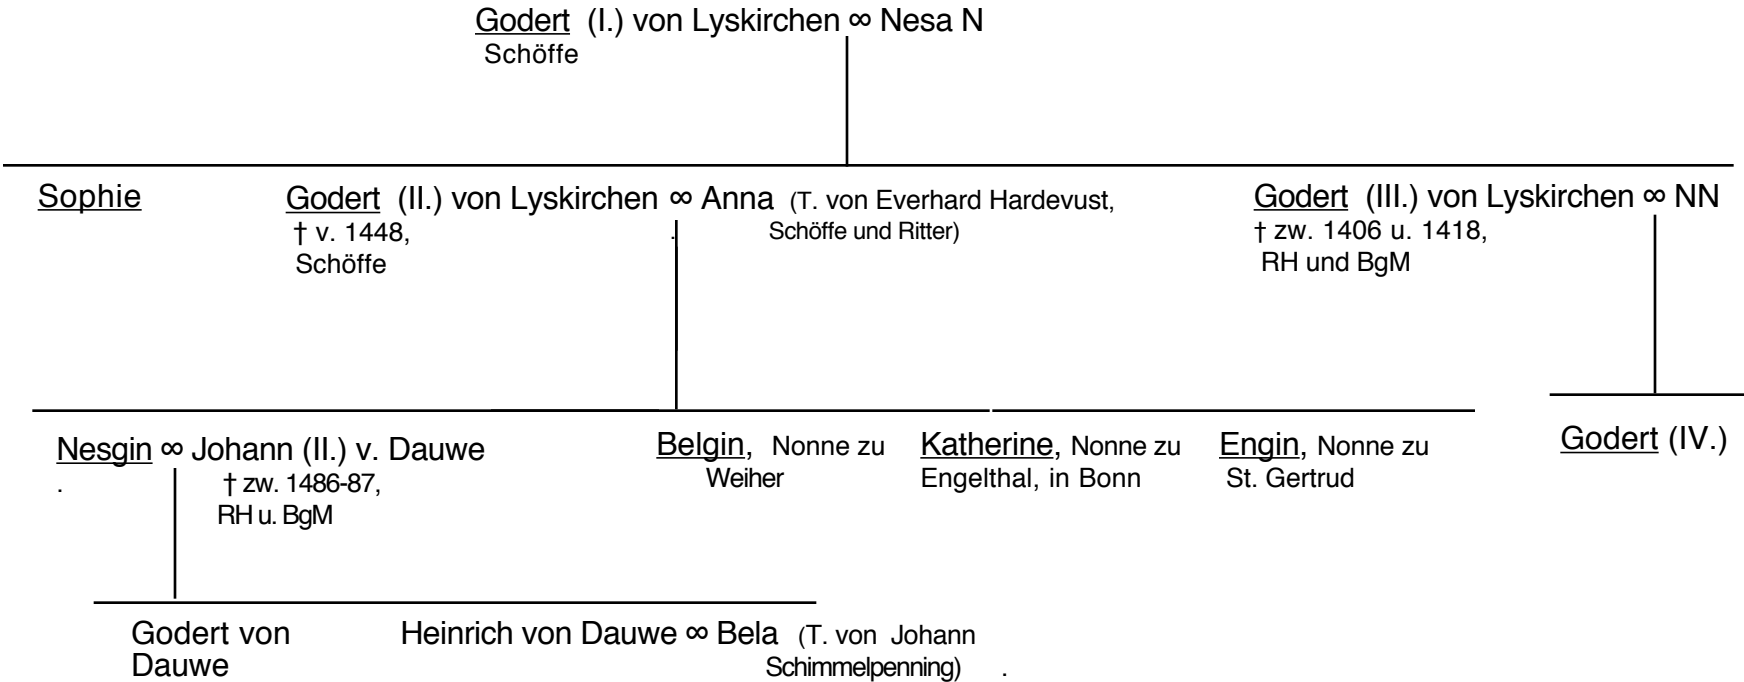 Godert (I.) von Lyskirchen ∞ Nesa N
Schöffe
Sophie
Godert (II.) von Lyskirchen ∞ Anna (T. von Everhard Hardevust,
† v. 1448, . Schöffe und Ritter)
Schöffe
Godert (III.) von Lyskirchen ∞ NN
† zw. 1406 u. 1418,
RH und BgM
Nesgin ∞ Johann (II.) v. Dauwe
. † zw. 1486-87,
RH u. BgM
Belgin, Nonne zu
Weiher
Katherine, Nonne zu
Engelthal, in Bonn
Engin, Nonne zu
St. Gertrud
Godert (IV.)
Godert von
Dauwe
Heinrich von Dauwe ∞ Bela (T. von Johann
Schimmelpenning) .